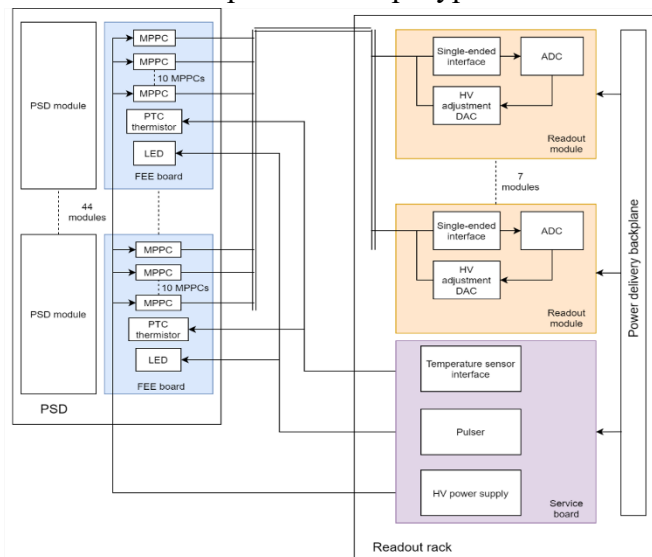 PSD module
MPPC
MPPC
10 MPPCs
MPPC
PTC
thermistor
LED
FEE board
44
modules
PSD module
MPPC
MPPC
10 MPPCs
MPPC
PTC
thermistor
LED
FEE board
PSD
Single-ended
interface
ADC
HV
adjustment
DAC
Readout
module
7
modules
Single-ended
interface
ADC
HV
adjustment
DAC
Readout
module
Temperature sensor
interface
Pulser
HV power supply
Service
board
Power delivery backplane
Readout rack